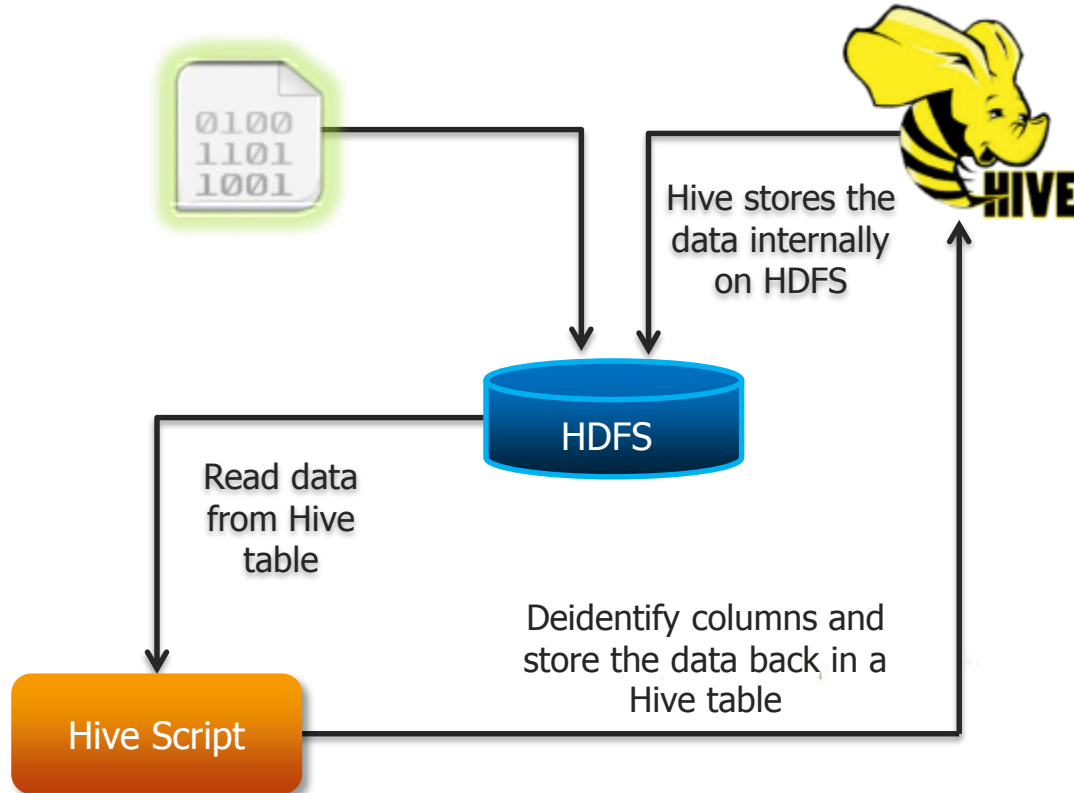 0100
1101
1001
HIVE
Hive stores the
data internally
on HDFS
HDFS
Read data
from Hive
table
Deidentify columns and
store the data back in a
Hive table
Hive Script